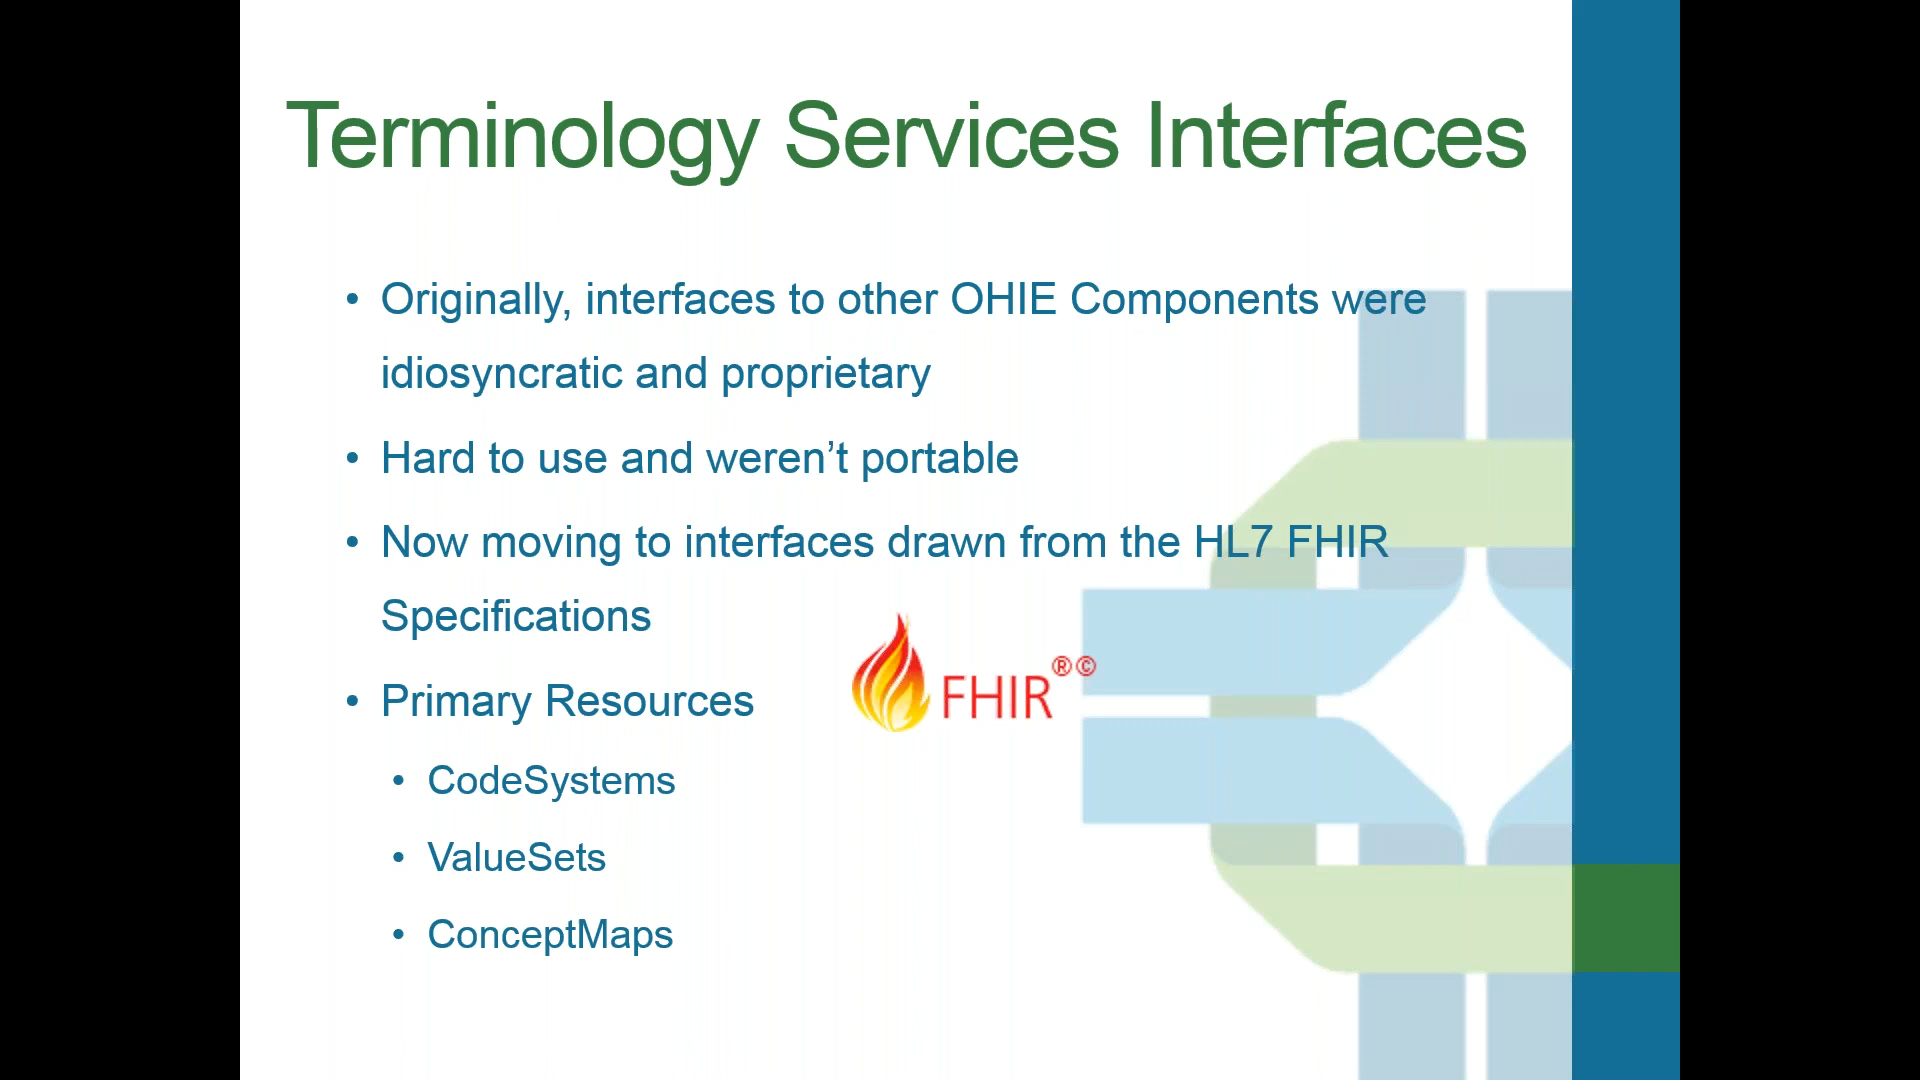 Terminology Services Interfaces
• Originally, interfaces to other OHIE Components were
idiosyncratic and proprietary
• Hard to use and weren’t portable
• Now moving to interfaces drawn from the HL7 FHIR
Specifications
FHIR®©
• Primary Resources
• CodeSystems
• ValueSets
• ConceptMaps